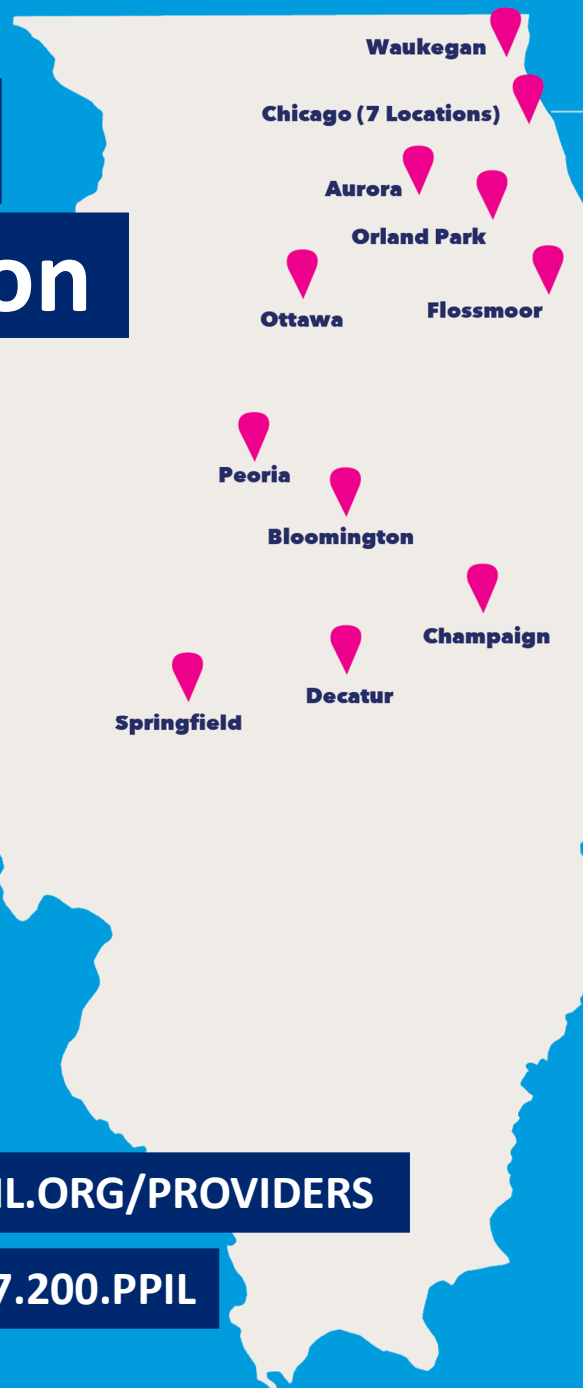 Waukegan
Chicago (7 Locations)
Aurora
Orland Park
on
Ottawa
Flossmoor
Peoria
Bloomington
Champaign
Decatur
Springfield
IL.ORG/PROVIDERS
7.200.PPIL